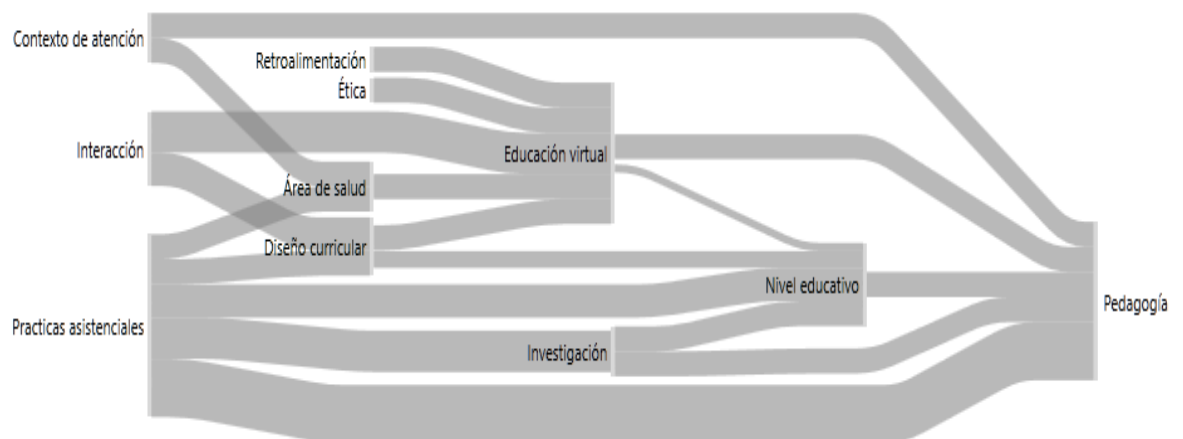 Contexto de atención
Retroalimentación
Ética
Interacción
Educación virtual
Área de salud
Diseño curricular
Nivel educativo
Pedagogía
Practicas asistenciales
Investigación